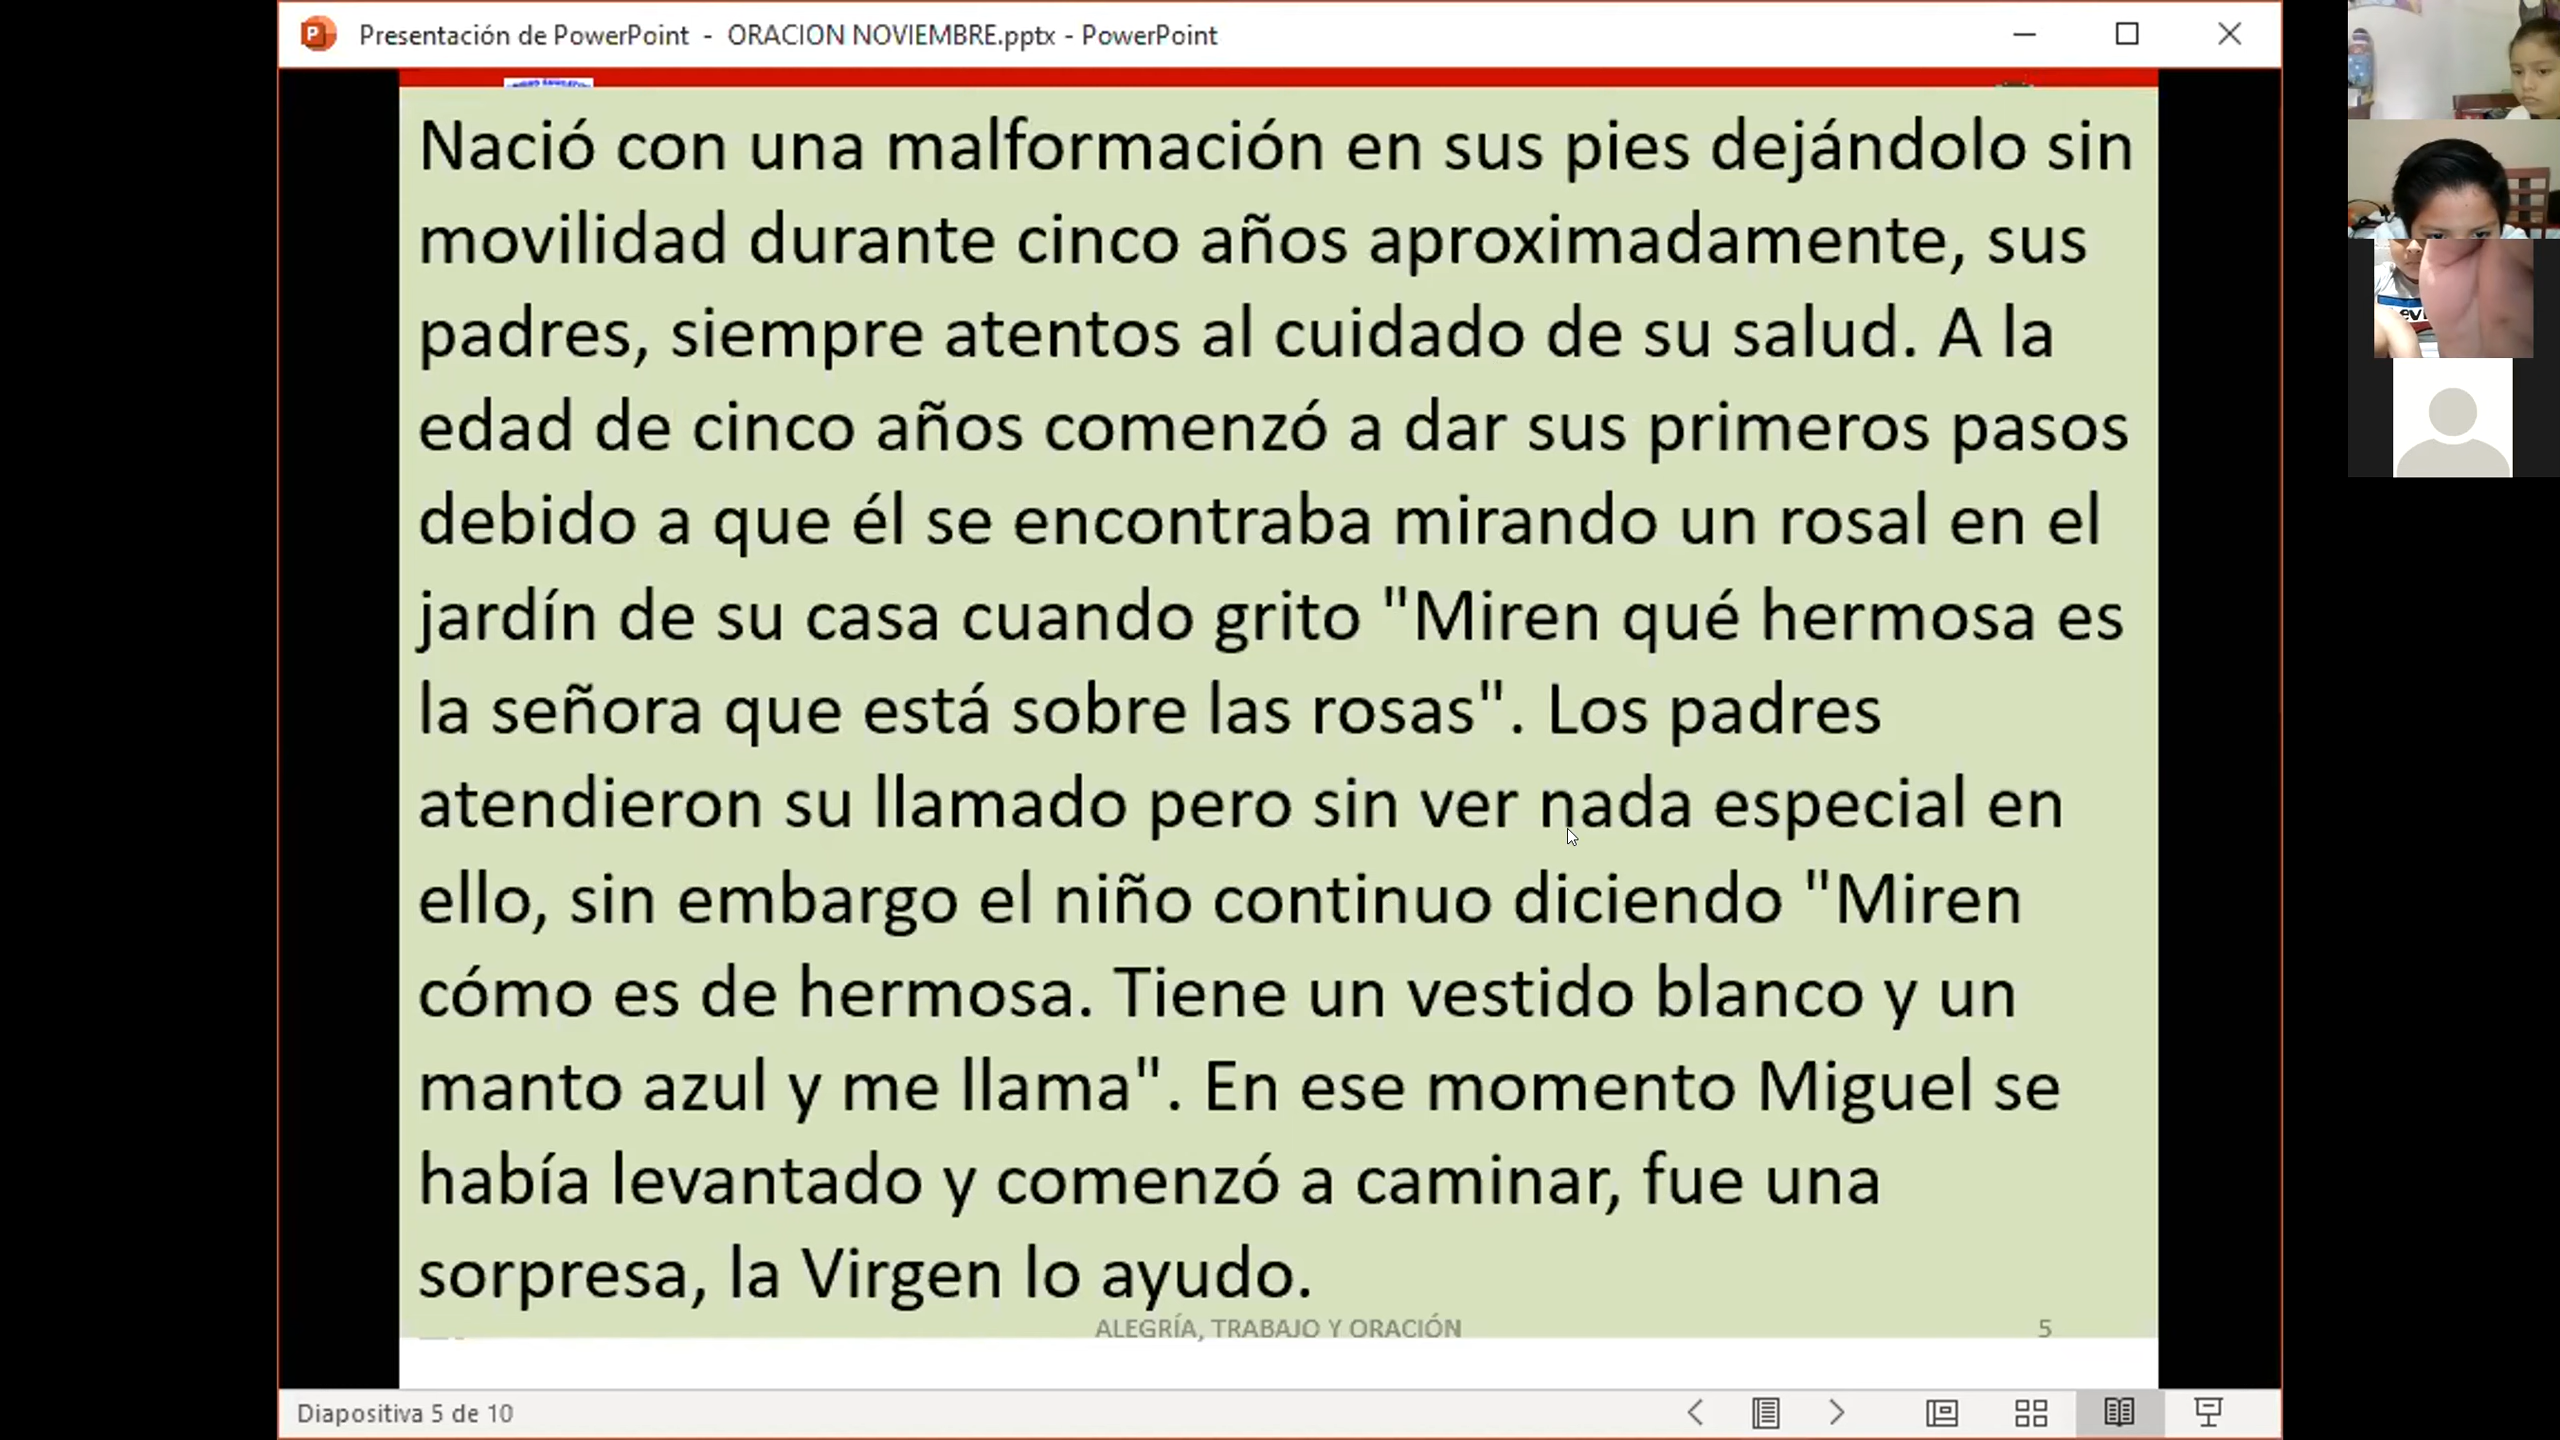 Presentación de PowerPoint - ORACION NOVIEMBRE.pptx - PowerPoint
Nació con una malformación en sus pies dejándolo sin
movilidad durante cinco años aproximadamente, sus
padres, siempre atentos al cuidado de su salud. A la
edad de cinco años comenzó a dar sus primeros pasos
debido a que él se encontraba mirando un rosal en el
jardín de su casa cuando grito "Miren qué hermosa es
la señora que está sobre las rosas". Los padres
atendieron su llamado pero sin ver nada especial en
ello, sin embargo el niño continuo diciendo "Miren
cómo es de hermosa. Tiene un vestido blanco y un
manto azul y me llama". En ese momento Miguel se
había levantado y comenzó a caminar, fue una
sorpresa, la Virgen lo ayudo.
ALEGRÍA, TRABAJO Y ORACIÓN 5
Diapositiva 5 de 10